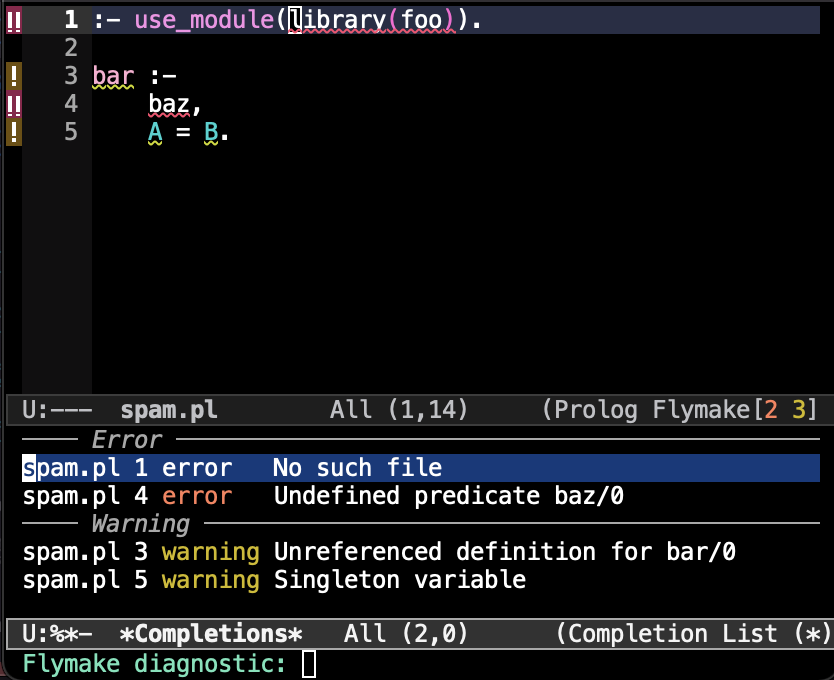 !! 1 :- use_module(library(foo)).
2
! 3 bar :-
!! 4 baz,
! 5 A = B.
U:--- spam.pl All (1,14) (Prolog Flymake[2 3]
Error
spam.pl 1 error No such file
spam.pl 4 error Undefined predicate baz/0
Warning
spam.pl 3 warning Unreferenced definition for bar/0
spam.pl 5 warning Singleton variable
U:%*- *Completions* All (2,0) (Completion List (*)
Flymake diagnostic: